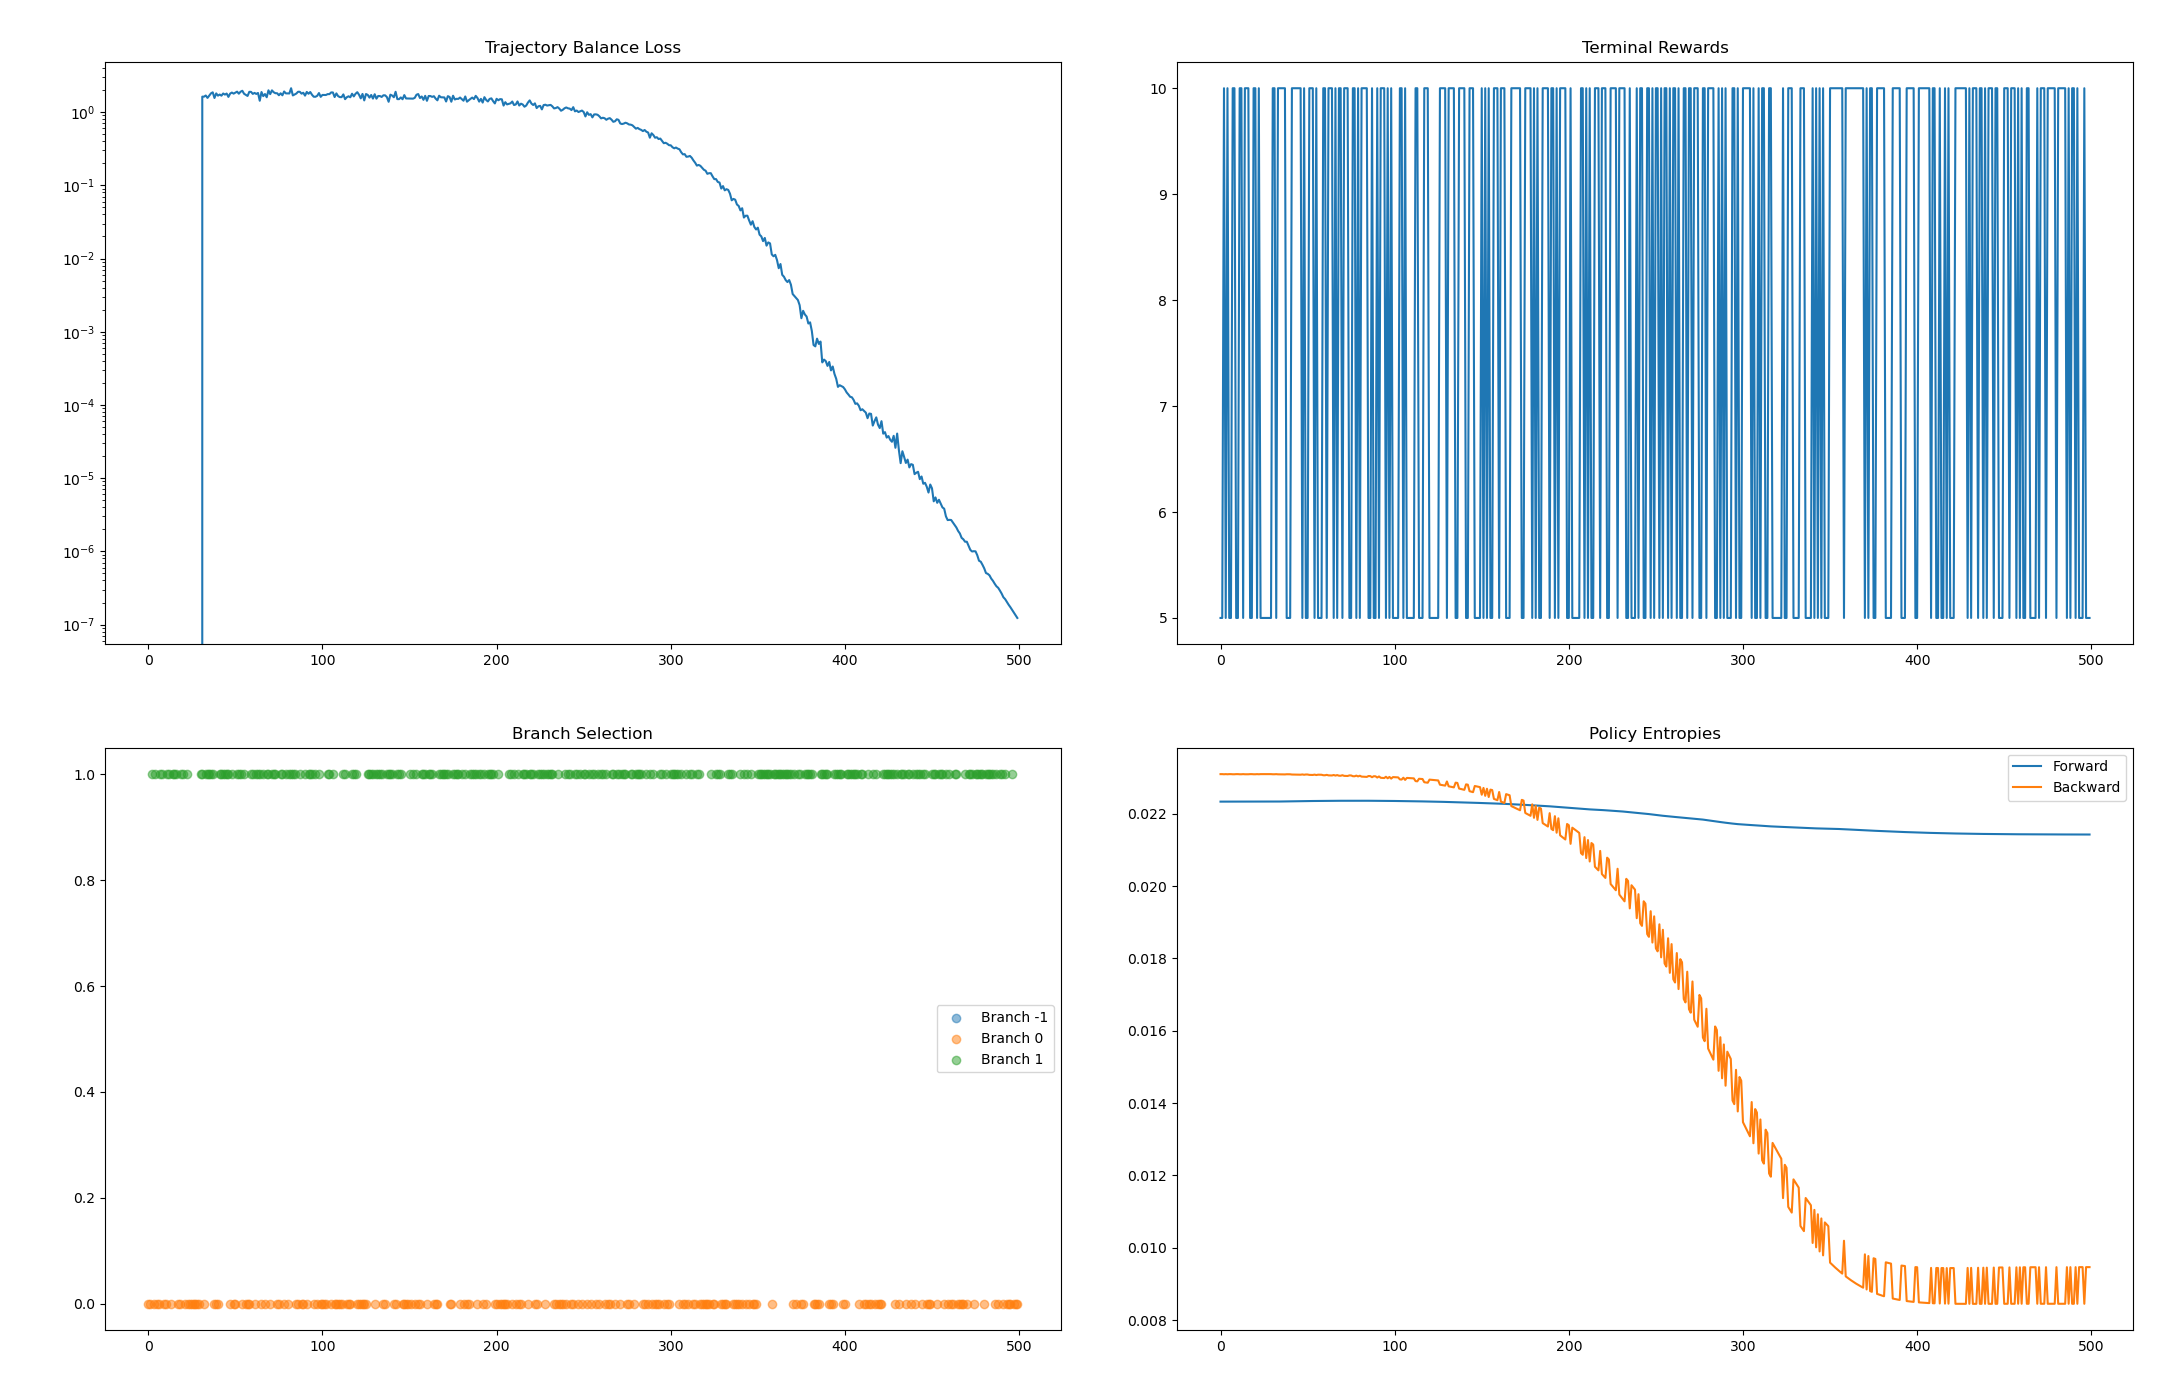 Trajectory Balance Loss
10⁰
10⁻¹
10⁻²
10⁻³
10⁻⁴
10⁻⁵
10⁻⁶
10⁻⁷
0 100 200 300 400 500
Terminal Rewards
10
9
8
7
6
5
0 100 200 300 400 500
Branch Selection
1.0
0.8
0.6
0.4
0.2
0.0
Branch -1
Branch 0
Branch 1
0 100 200 300 400 500
Policy Entropies
Forward
Backward
0.022
0.020
0.018
0.016
0.014
0.012
0.010
0.008
0 100 200 300 400 500